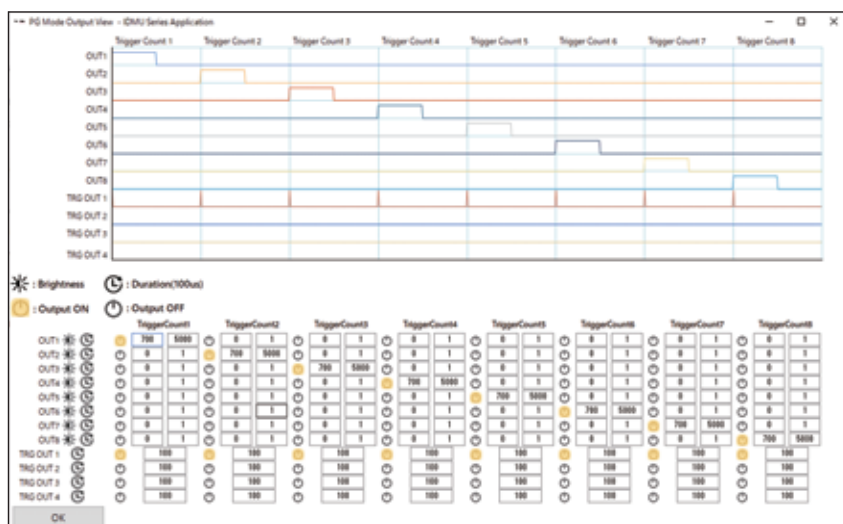 PG Mode Output View - IDMU Series Application
Trigger Count 1 Trigger Count 2 Trigger Count 3 Trigger Count 4 Trigger Count 5 Trigger Count 6 Trigger Count 7 Trigger Count 8
OUT1
OUT2
OUT3
OUT4
OUT5
OUT6
OUT7
OUT8
TRG OUT 1
TRG OUT 2
TRG OUT 3
TRG OUT 4
: Brightness : Duration(100us)
: Output ON : Output OFF
TriggerCount1 TriggerCount2 TriggerCount3 TriggerCount4 TriggerCount5 TriggerCount6 TriggerCount7 TriggerCount8
OUT1 700 5000 0 1 0 1 0 1 0 1 0 1 0 1 0 1
OUT2 0 1 700 5000 0 1 0 1 0 1 0 1 0 1 0 1
OUT3 0 1 0 1 700 5000 0 1 0 1 0 1 0 1 0 1
OUT4 0 1 0 1 0 1 700 5000 0 1 0 1 0 1 0 1
OUT5 0 1 0 1 0 1 0 1 700 5000 0 1 0 1 0 1
OUT6 0 1 0 1 0 1 0 1 0 1 700 5000 0 1 0 1
OUT7 0 1 0 1 0 1 0 1 0 1 0 1 700 5000 0 1
OUT8 0 1 0 1 0 1 0 1 0 1 0 1 0 1 700 5000
TRG OUT 1 100 100 100 100 100 100 100 100
TRG OUT 2 100 100 100 100 100 100 100 100
TRG OUT 3 100 100 100 100 100 100 100 100
TRG OUT 4 100 100 100 100 100 100 100 100
OK